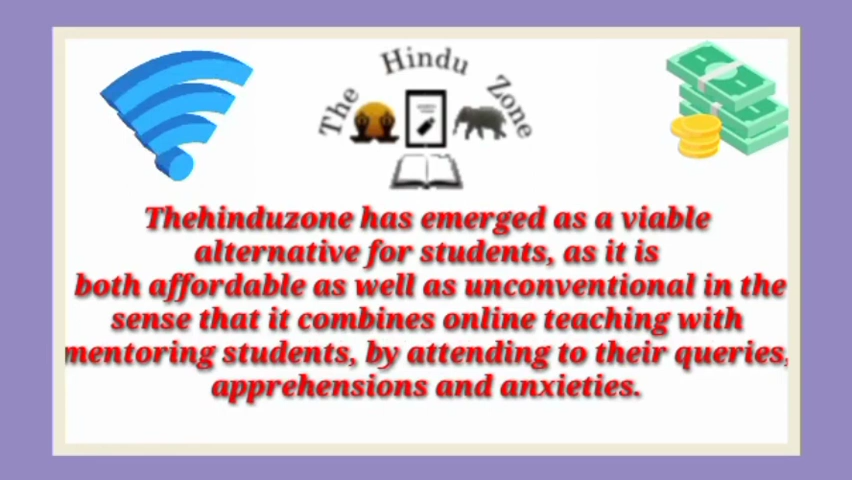 The Hindu Zone
Thehinduzone has emerged as a viable
alternative for students, as it is
both affordable as well as unconventional in the
sense that it combines online teaching with
mentoring students, by attending to their queries,
apprehensions and anxieties.